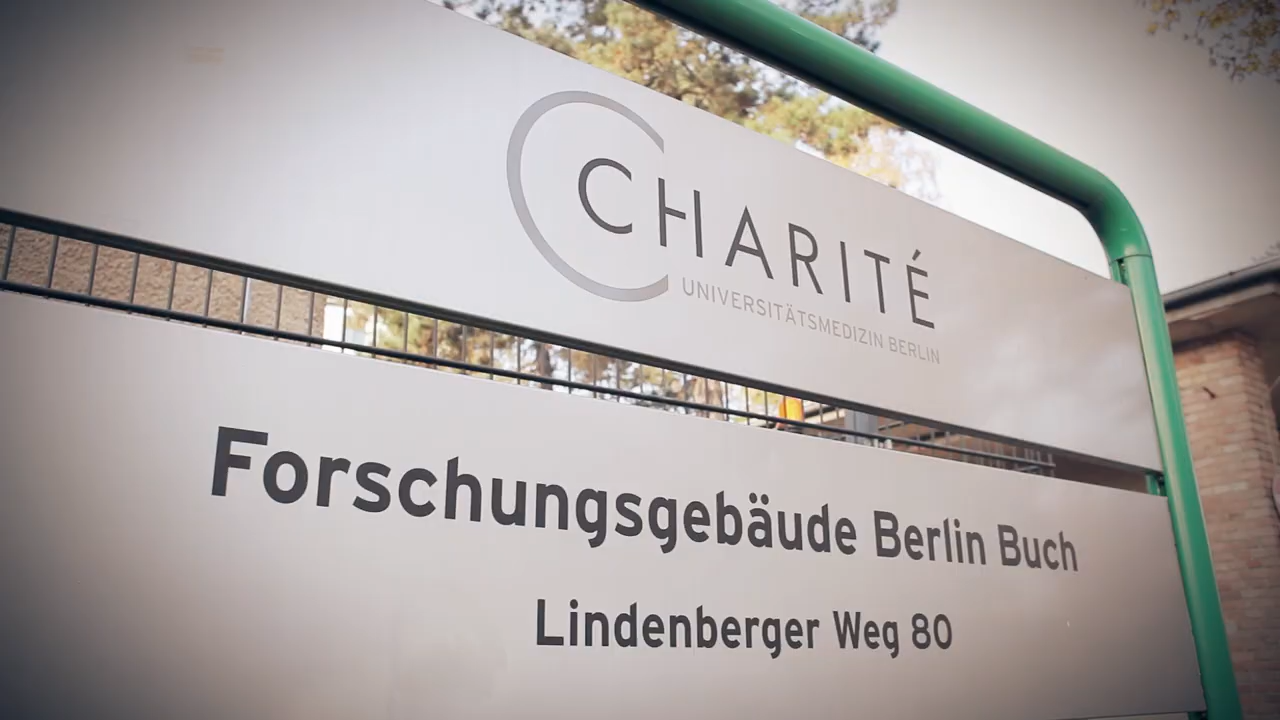 CHARITÉ
UNIVERSITÄTSMEDIZIN BERLIN
Forschungsgebäude Berlin Buch
Lindenberger Weg 80